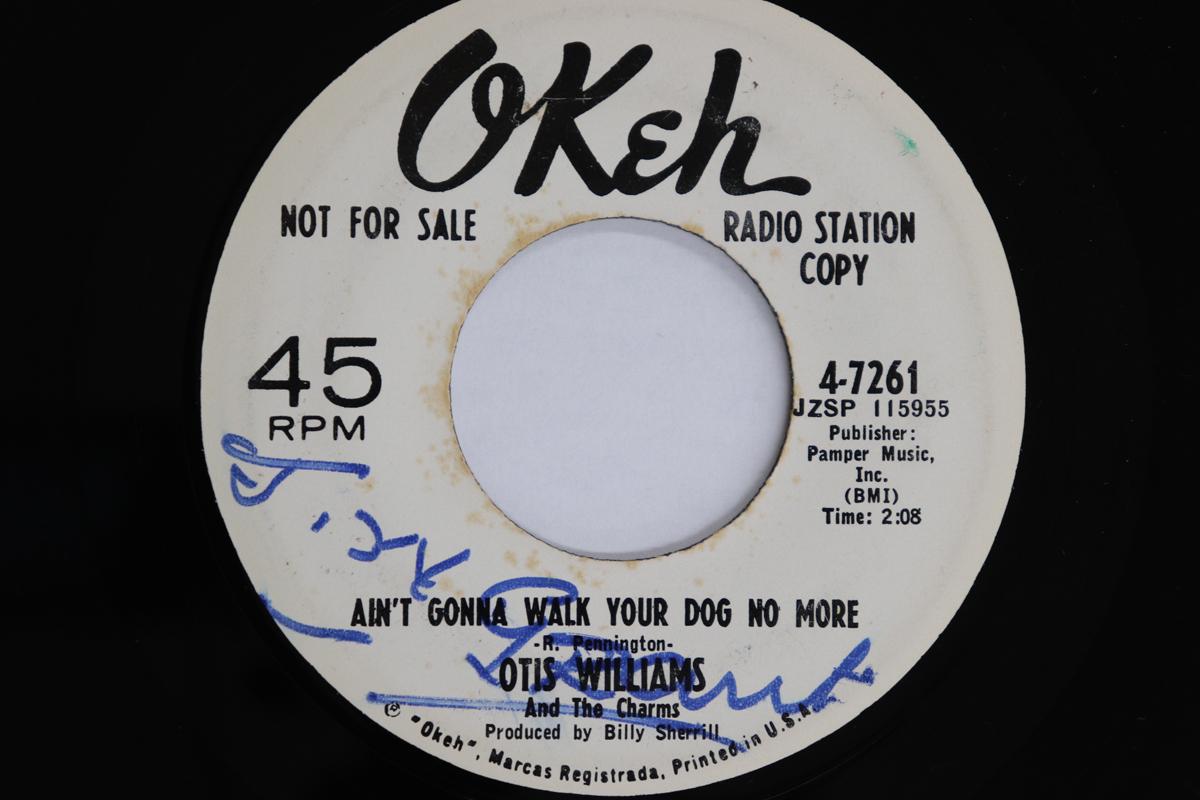 OKeh
NOT FOR SALE
RADIO STATION
COPY
45
RPM
4-7261
JZSP 115955
Publisher:
Pamper Music,
Inc.
(BMI)
Time: 2:08
AIN'T GONNA WALK YOUR DOG NO MORE
-R. Pennington-
OTIS WILLIAMS
And The Charms
Produced by Billy Sherrill
© "Okeh", Marcas Registrada. Printed in U.S.A.